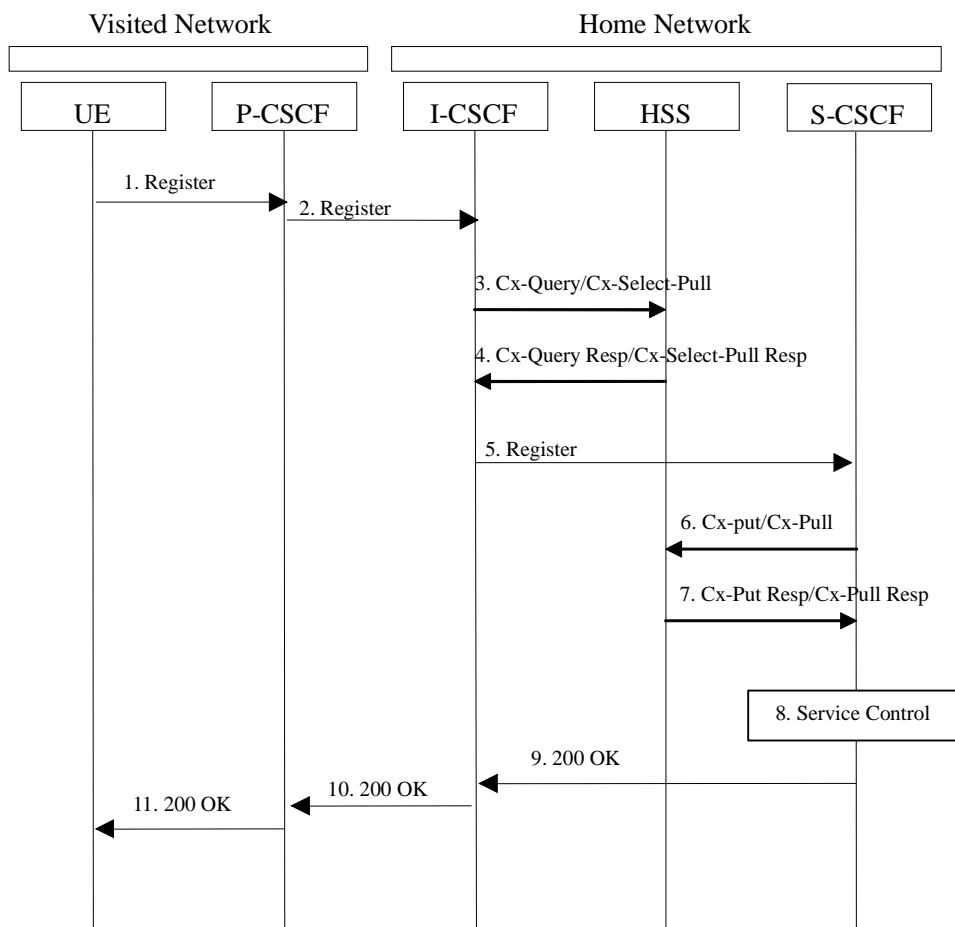 Visited Network
Home Network
UE
P-CSCF
I-CSCF
HSS
S-CSCF
1. Register
2. Register
3. Cx-Query/Cx-Select-Pull
4. Cx-Query Resp/Cx-Select-Pull Resp
5. Register
6. Cx-put/Cx-Pull
7. Cx-Put Resp/Cx-Pull Resp
8. Service Control
9. 200 OK
10. 200 OK
11. 200 OK